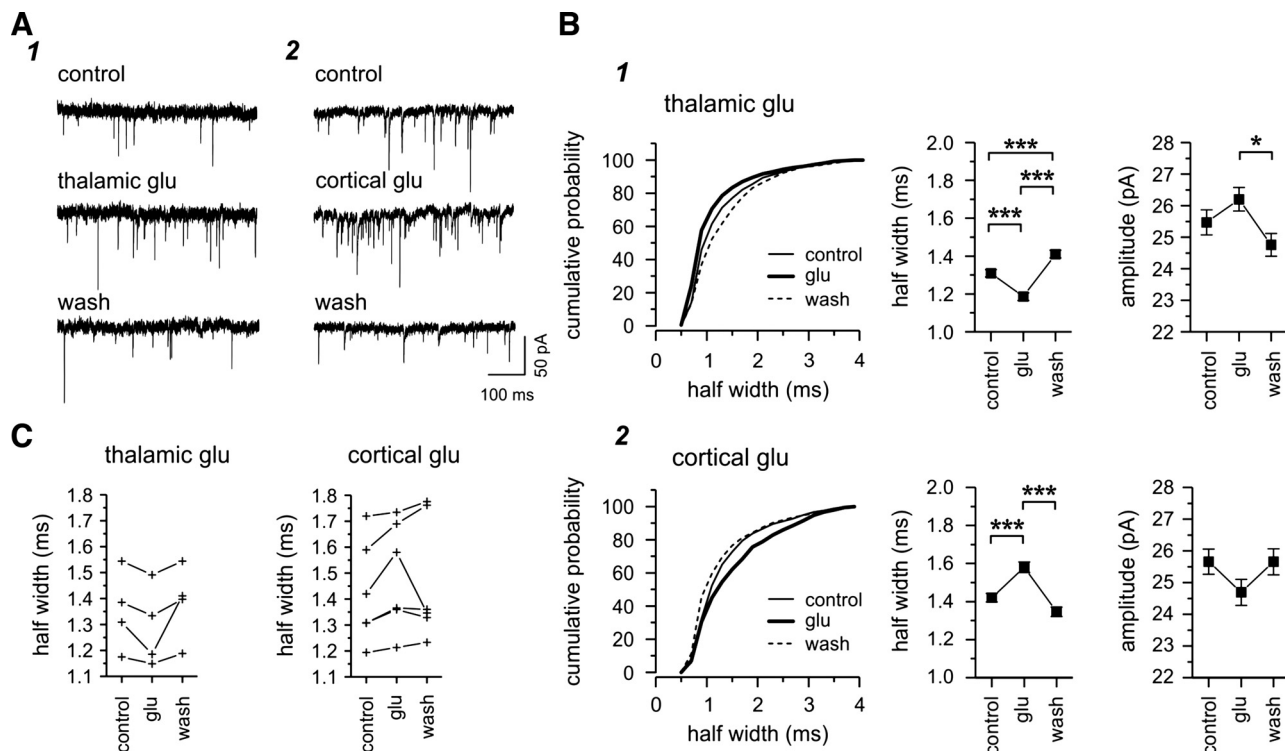 A
1
control
thalamic glu
wash
2
control
cortical glu
wash
50 pA
100 ms
B
1
thalamic glu
cumulative probability
100
80
60
40
20
0
0 1 2 3 4
half width (ms)
control
glu
wash
half width (ms)
2.0
1.8
1.6
1.4
1.2
1.0
***
***
***
control
glu
wash
amplitude (pA)
28
27
26
25
24
23
22
*
control
glu
wash
2
cortical glu
cumulative probability
100
80
60
40
20
0
0 1 2 3 4
half width (ms)
control
glu
wash
half width (ms)
2.0
1.8
1.6
1.4
1.2
1.0
***
***
control
glu
wash
amplitude (pA)
28
27
26
25
24
23
22
control
glu
wash
C
thalamic glu
half width (ms)
1.8
1.7
1.6
1.5
1.4
1.3
1.2
1.1
control
glu
wash
cortical glu
half width (ms)
1.8
1.7
1.6
1.5
1.4
1.3
1.2
1.1
control
glu
wash